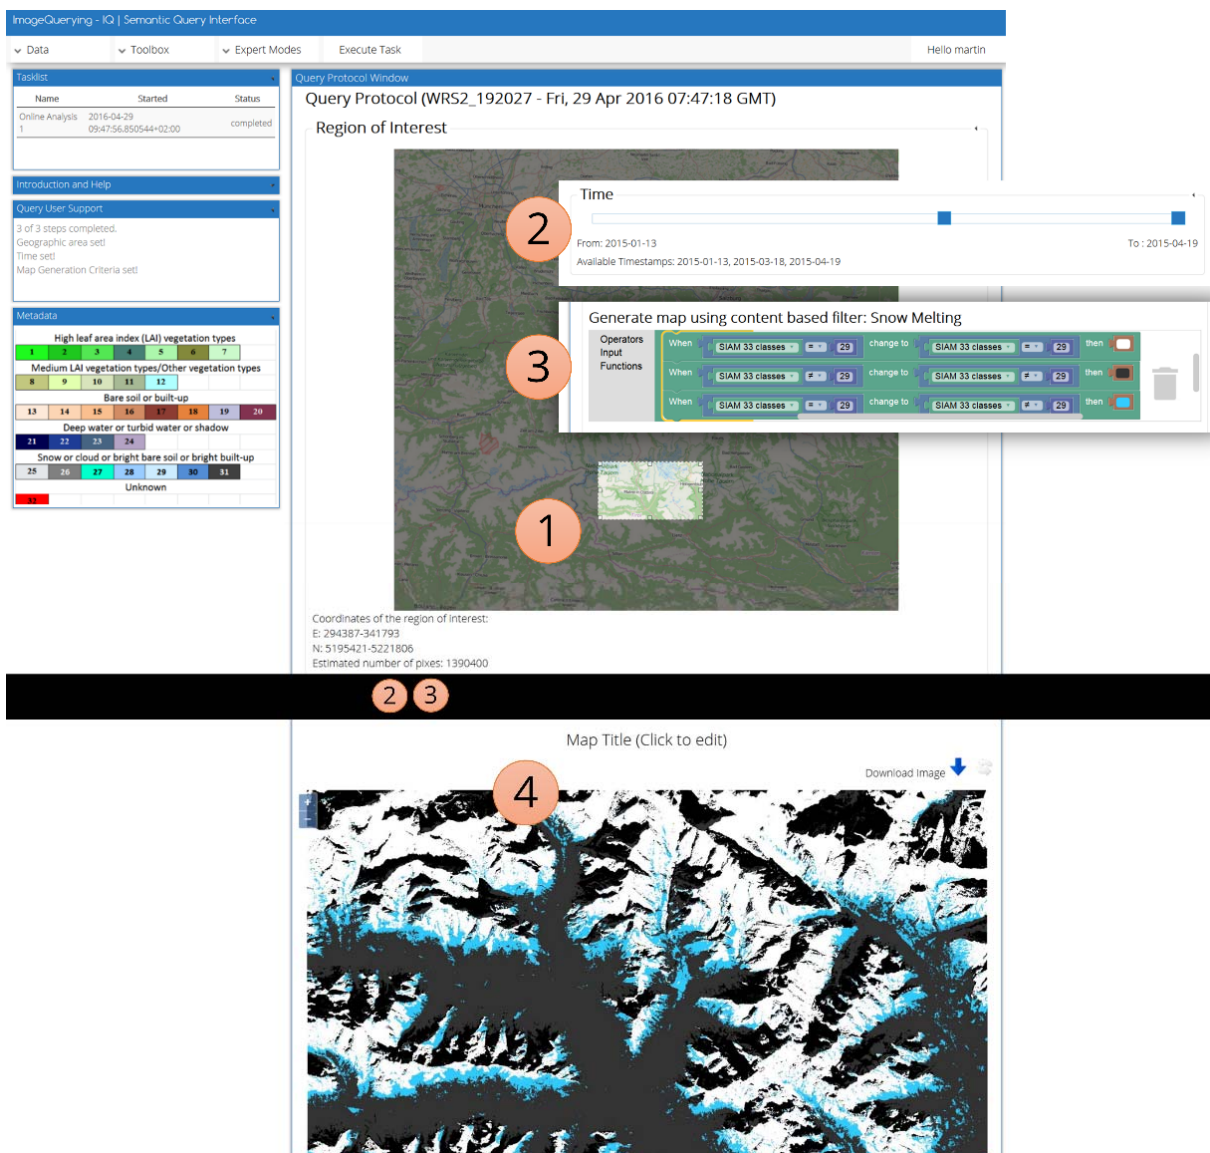 ImageQuerying - IQ | Semantic Query Interface
Data Toolbox Expert Modes Execute Task Hello martin
Tasklist
Name Started Status
Online Analysis 1 2016-04-29 09:47:56.850544+02:00 completed
Introduction and Help
Query User Support
3 of 3 steps completed.
Geographic area set!
Time set!
Map Generation Criteria set!
Metadata
High leaf area index (LAI) vegetation types
1 2 3 4 5 6 7
Medium LAI vegetation types/Other vegetation types
8 9 10 11 12
Bare soil or built-up
13 14 15 16 17 18 19 20
Deep water or turbid water or shadow
21 22 23 24
Snow or cloud or bright bare soil or bright built-up
25 26 27 28 29 30 31
Unknown
Query Protocol Window
Query Protocol (WRS2_192027 - Fri, 29 Apr 2016 07:47:18 GMT)
Region of Interest
2
Time
From: 2015-01-13 To : 2015-04-19
Available Timestamps: 2015-01-13, 2015-03-18, 2015-04-19
3
Generate map using content based filter: Snow Melting
Operators
Input
Functions
When SIAM 33 classes = 29 change to SIAM 33 classes = 29 then
When SIAM 33 classes ≠ 29 change to SIAM 33 classes ≠ 29 then
When SIAM 33 classes = 29 change to SIAM 33 classes ≠ 29 then
1
Coordinates of the region of interest:
E: 294387-341793
N: 5195421-5221806
Estimated number of pixes: 1390400
2 3
Map Title (Click to edit)
Download Image
4
+
-